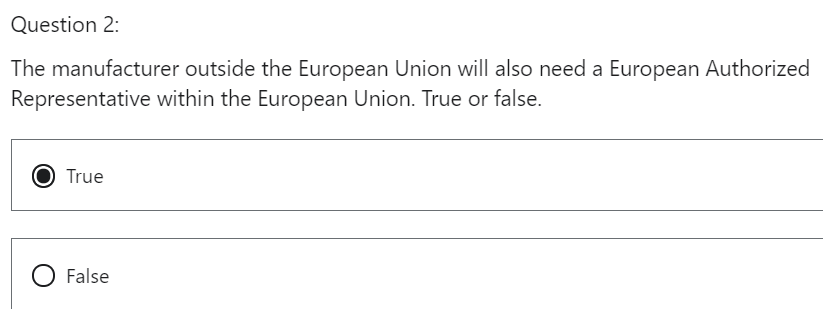 Question 2:
The manufacturer outside the European Union will also need a European Authorized
Representative within the European Union. True or false.
True
False